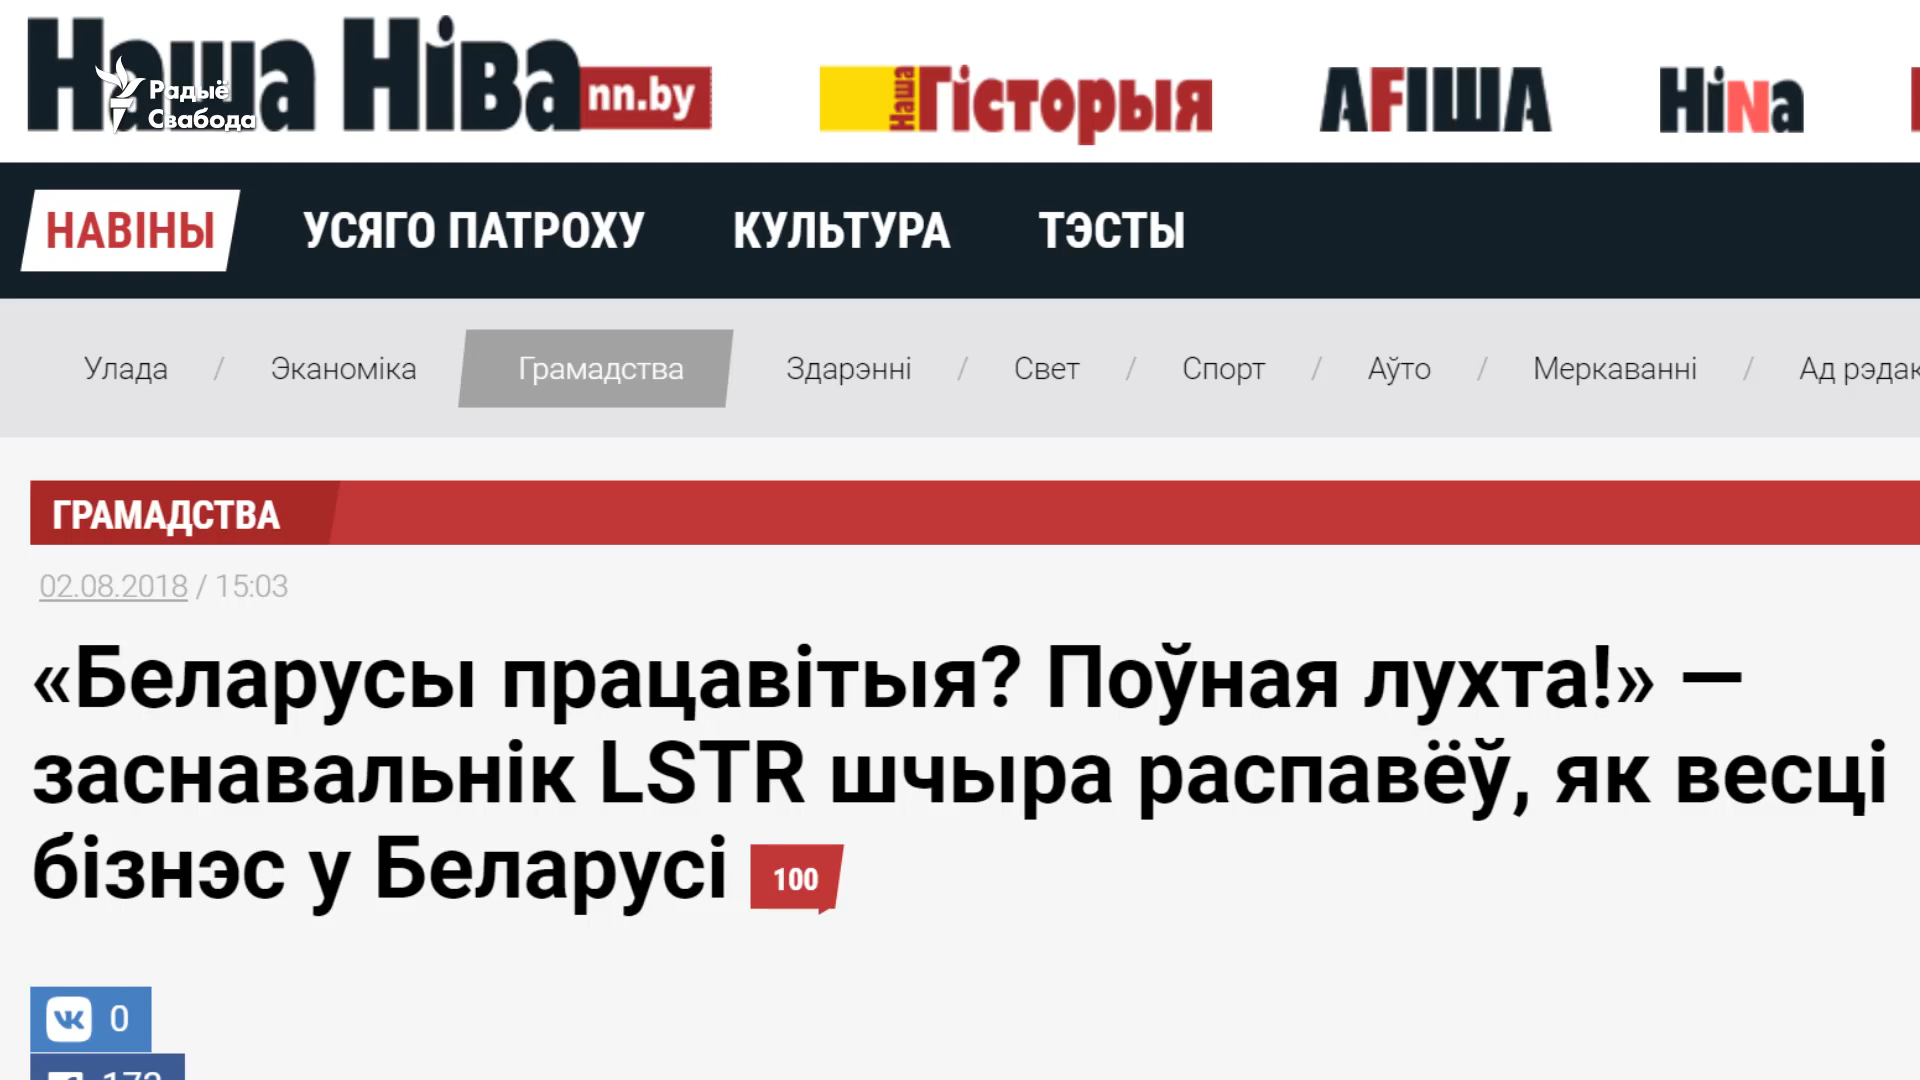 Наша Ніва nn.by
Радыё
Свабода
Наша Гісторыя
AFIША
НіNа
НАВІНЫ УСЯГО ПАТРОХУ КУЛЬТУРА ТЭСТЫ
Улада / Эканоміка Грамадства Здарэнні / Свет / Спорт / Аўто / Меркаванні / Ад рэдак
ГРАМАДСТВА
02.08.2018 / 15:03
«Беларусы працавітыя? Поўная лухта!» —
заснавальнік LSTR шчыра распавёў, як весці
бізнэс у Беларусі 100
0